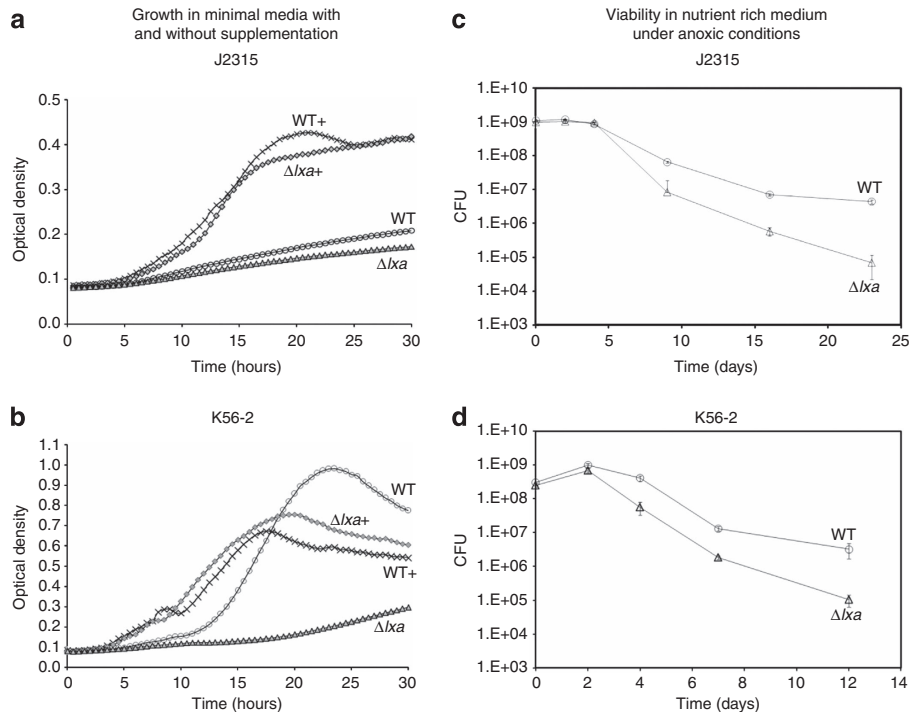 a
Growth in minimal media with
and without supplementation
J2315
0.5
0.4
0.3
0.2
0.1
0.0
Optical density
WT+
Δlxa+
WT
Δlxa
0 5 10 15 20 25 30
Time (hours)
c
Viability in nutrient rich medium
under anoxic conditions
J2315
1.E+10
1.E+09
1.E+08
1.E+07
1.E+06
1.E+05
1.E+04
1.E+03
CFU
WT
Δlxa
0 5 10 15 20 25
Time (days)
b
K56-2
1.1
1.0
0.9
0.8
0.7
0.6
0.5
0.4
0.3
0.2
0.1
0.0
Optical density
WT
Δlxa+
WT+
Δlxa
0 5 10 15 20 25 30
Time (hours)
d
K56-2
1.E+10
1.E+09
1.E+08
1.E+07
1.E+06
1.E+05
1.E+04
1.E+03
CFU
WT
Δlxa
0 2 4 6 8 10 12 14
Time (days)